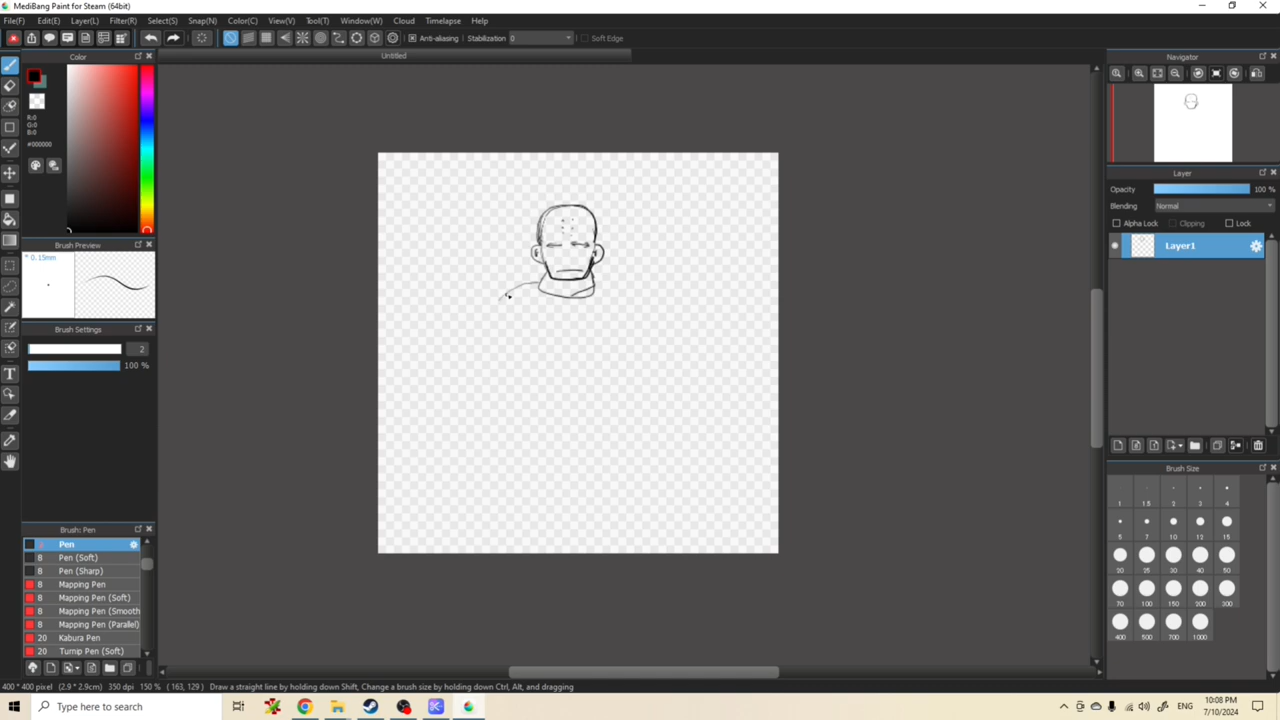 MediBang Paint for Steam (64bit)
File(F) Edit(E) Layer(L) Filter(R) Select(S) Snap(N) Color(C) View(V) Tool(T) Window(W) Cloud Timelapse Help
Anti-aliasing Stabilization 0 Soft Edge
Color
Untitled
Navigator
R:0
G:0
B:0
#000000
Layer
Opacity 100 %
Blending Normal
Alpha Lock Clipping Lock
Layer1
Brush Preview
* 0.15mm
Brush Settings
2
100 %
Brush Size
1 1.5 2 3 4
5 7 10 12 15
20 25 30 40 50
70 100 150 200 300
400 500 700 1000
Brush: Pen
Pen
8 Pen (Soft)
8 Pen (Sharp)
8 Mapping Pen
8 Mapping Pen (Soft)
8 Mapping Pen (Smooth
8 Mapping Pen (Parallel)
20 Kabura Pen
20 Turnip Pen (Soft)
400 * 400 pixel (2.9 * 2.9cm) 350 dpi 150 % ( 163, 129 ) Draw a straight line by holding down Shift, Change a brush size by holding down Ctrl, Alt, and dragging
Type here to search
ENG
10:08 PM
7/10/2024